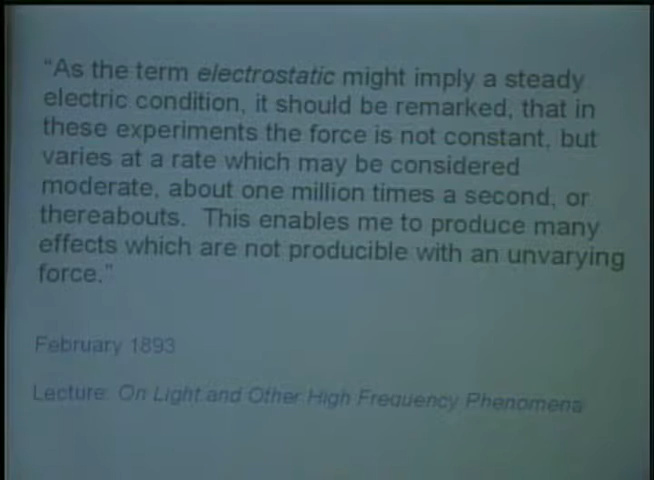 “As the term electrostatic might imply a steady
electric condition, it should be remarked, that in
these experiments the force is not constant, but
varies at a rate which may be considered
moderate, about one million times a second, or
thereabouts. This enables me to produce many
effects which are not producible with an unvarying
force.”
February 1893
Lecture: On Light and Other High Frequency Phenomena